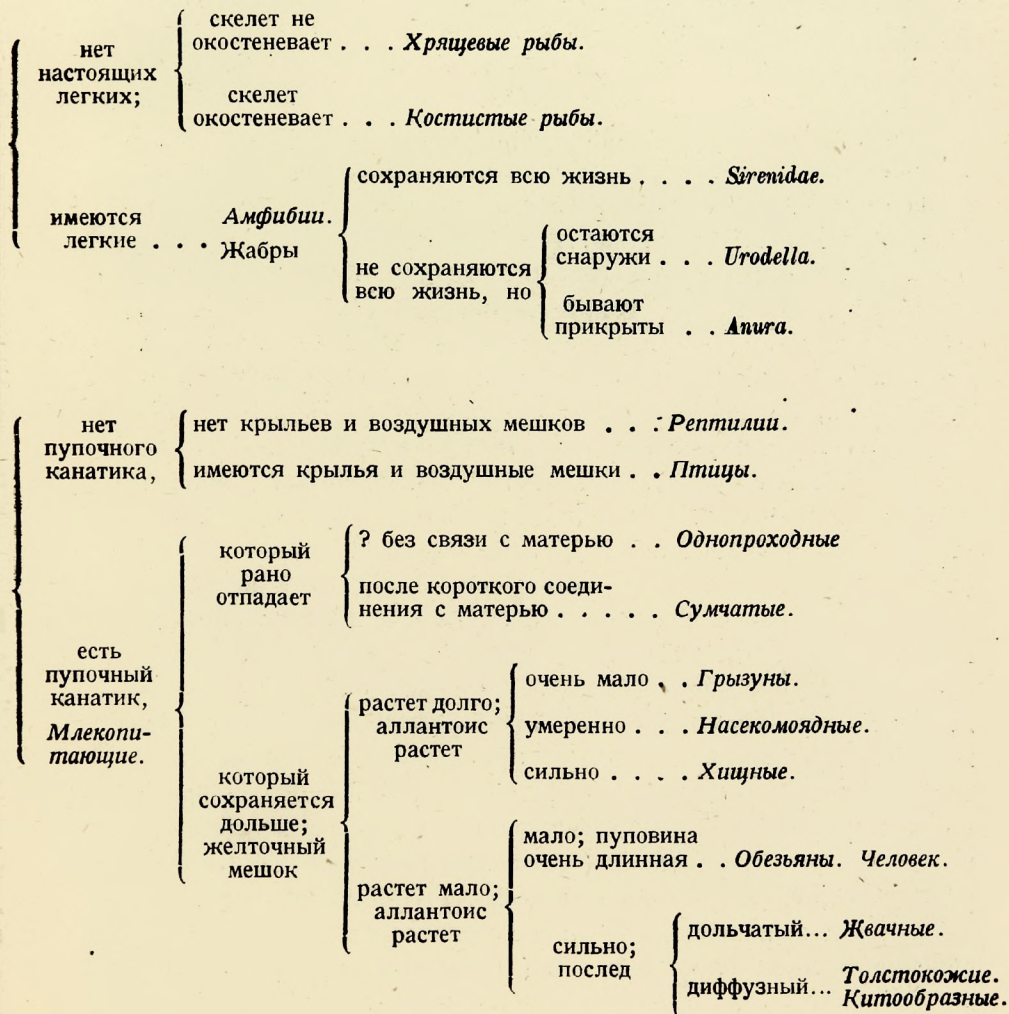 скелет не
окостеневает . . . Хрящевые рыбы.
нет
настоящих
легких;
скелет
окостеневает . . . Костистые рыбы.
сохраняются всю жизнь . . . . Sirenidae.
имеются
легкие . . .
Амфибии.
Жабры
не сохраняются
всю жизнь, но
остаются
снаружи . . . Urodella.
бывают
прикрыты . . Anura.
нет
пупочного
канатика,
нет крыльев и воздушных мешков . . . Рептилии.
имеются крылья и воздушные мешки . . Птицы.
есть
пупочный
канатик,
Млекопи-
тающие.
который
рано
отпадает
? без связи с матерью . . Однопроходные
после короткого соеди-
нения с матерью . . . . . Сумчатые.
который
сохраняется
дольше;
желточный
мешок
растет долго;
аллантоис
растет
очень мало . . Грызуны.
умеренно . . . Насекомоядные.
сильно . . . . Хищные.
растет мало;
аллантоис
растет
мало; пуповина
очень длинная . . Обезьяны. Человек.
сильно;
послед
дольчатый... Жвачные.
диффузный... Толстокожие.
Китообразные.